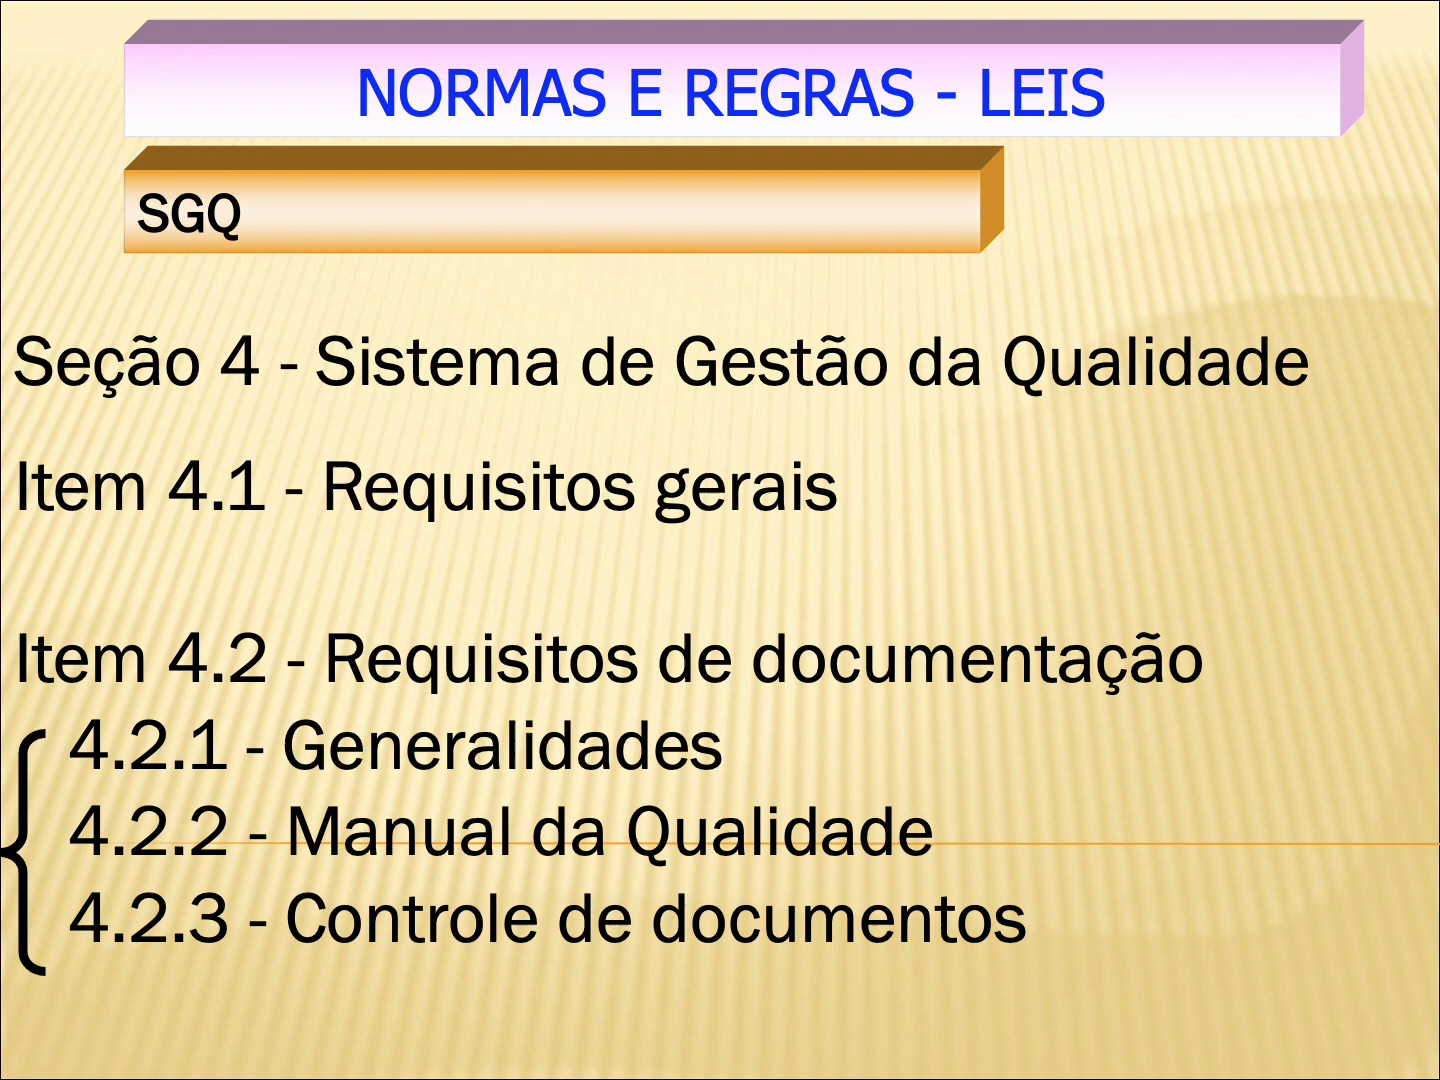 NORMAS E REGRAS - LEIS
SGQ
Seção 4 - Sistema de Gestão da Qualidade
Item 4.1 - Requisitos gerais
Item 4.2 - Requisitos de documentação
4.2.1 - Generalidades
4.2.2 - Manual da Qualidade
4.2.3 - Controle de documentos